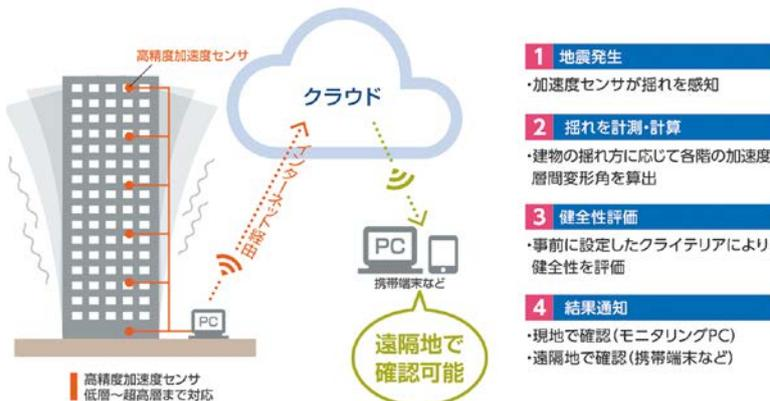 高精度加速度センサ
クラウド
インターネット経由
PC
PC
携帯端末など
遠隔地で
確認可能
高精度加速度センサ
低層～超高層まで対応
1 地震発生
・加速度センサが揺れを感知
2 揺れを計測・計算
・建物の揺れ方に応じて各階の加速度
層間変形角を算出
3 健全性評価
・事前に設定したクライテリアにより
健全性を評価
4 結果通知
・現地で確認(モニタリングPC)
・遠隔地で確認(携帯端末など)